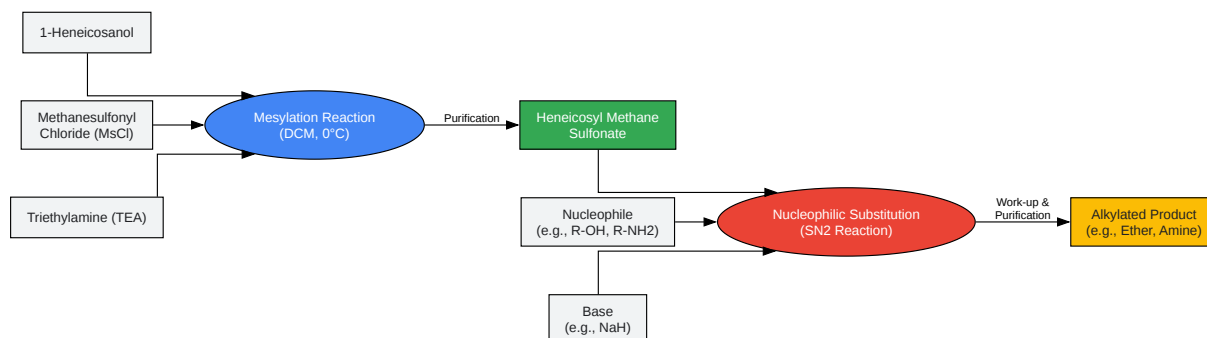 1-Heneicosanol
Methanesulfonyl
Chloride (MsCl)
Triethylamine (TEA)
Mesylation Reaction
(DCM, 0°C)
Purification
Heneicosyl Methane
Sulfonate
Nucleophile
(e.g., R-OH, R-NH2)
Base
(e.g., NaH)
Nucleophilic Substitution
(SN2 Reaction)
Work-up &
Purification
Alkylated Product
(e.g., Ether, Amine)